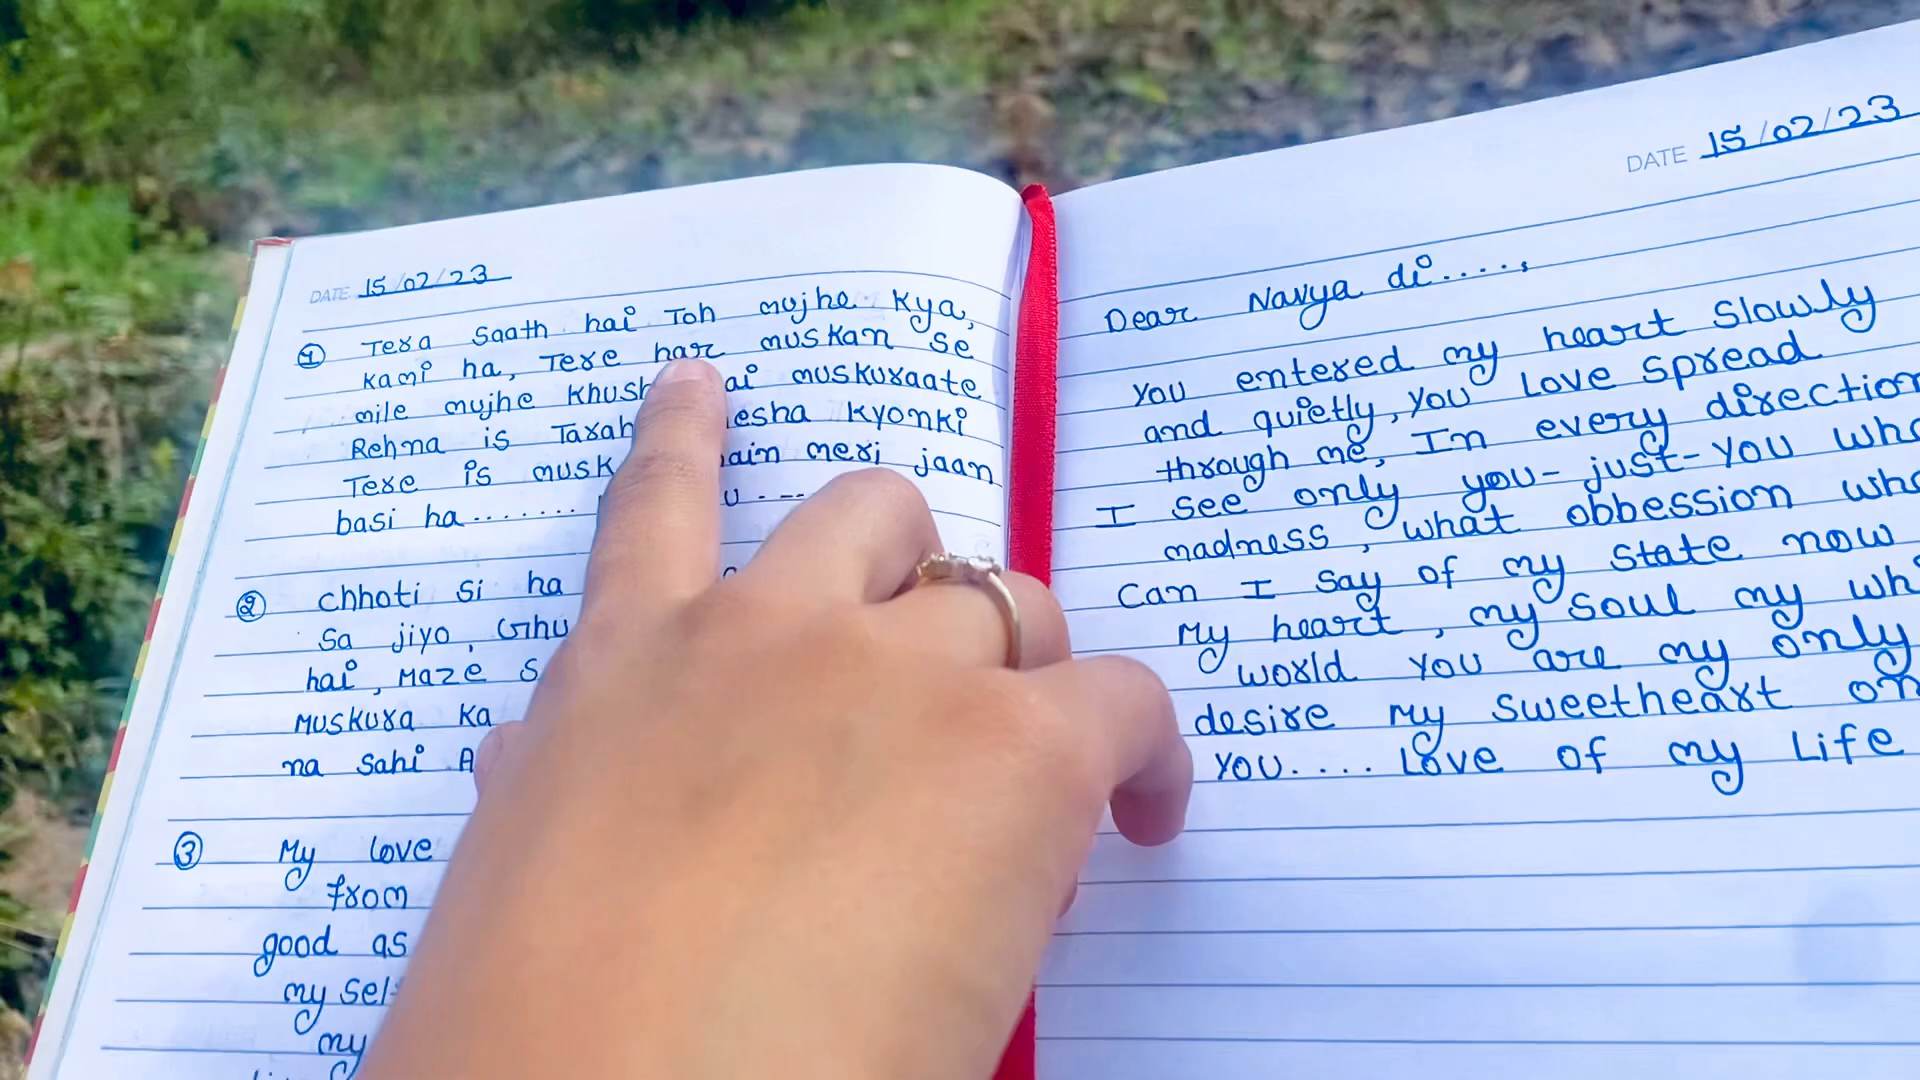 DATE 15/02/23
① Tera saath hai Toh mujhe kya,
kami ha, Tere har muskan se
mile mujhe khush ai muskuraate
Rehna is Tarah esha kyonki
Tere is musk ain meri jaan
basi ha........ u.---
② chhoti si ha
sa jiyo, Ghu
hai, Maze s
Muskura ka
na sahi A
③ My love
from
good as
my sel
my
DATE 15/02/23
Dear Navya di.....,
You entered my heart slowly
and quietly, you love spread
through me, In every direction
I see only you- just- you wh
madness, what obbession wh
Can I say of my state now
My heart, my soul my wh
world you are my only
desire my sweetheart on
you.... Love of my life